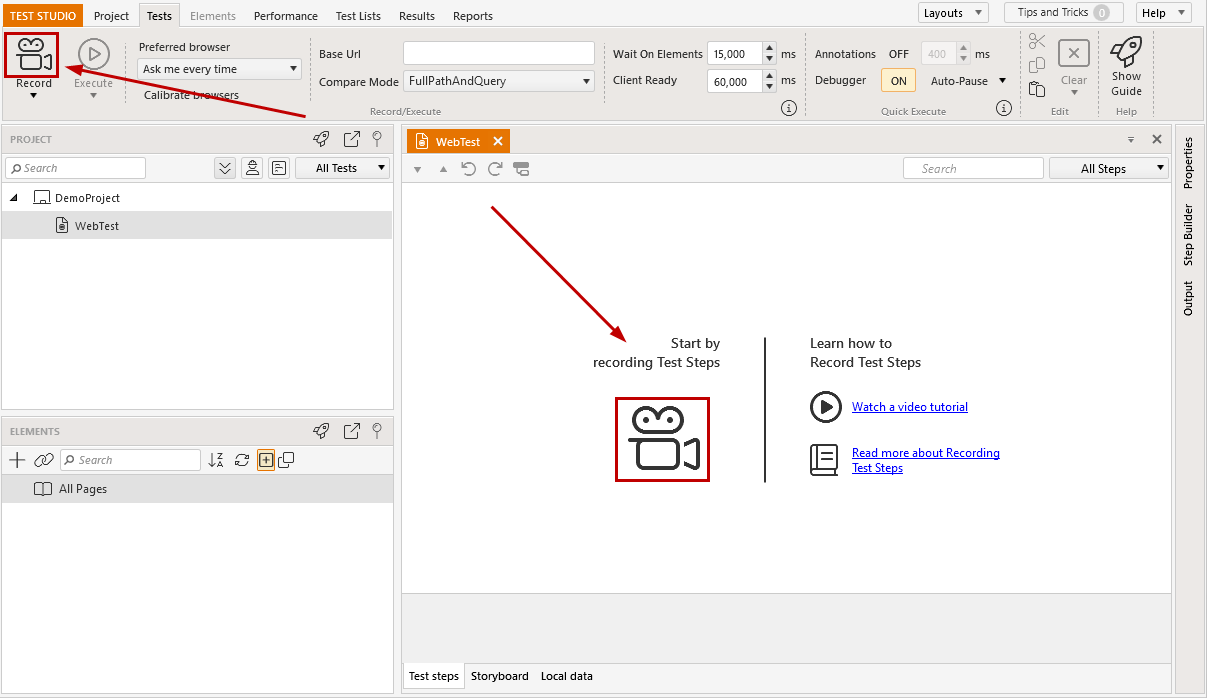 TEST STUDIO Project Tests Elements Performance Test Lists Results Reports Layouts Tips and Tricks 0 Help
Record
Execute
Preferred browser
Ask me every time
Calibrate browsers
Base Url
Compare Mode FullPathAndQuery
Record/Execute
Wait On Elements 15,000 ms
Client Ready 60,000 ms
Annotations OFF 400 ms
Debugger ON Auto-Pause
Quick Execute
Clear
Edit
Show
Guide
Help
PROJECT
Search All Tests
DemoProject
WebTest
ELEMENTS
Search
All Pages
WebTest
Search All Steps
Start by
recording Test Steps
Learn how to
Record Test Steps
Watch a video tutorial
Read more about Recording
Test Steps
Test steps Storyboard Local data
Properties
Step Builder
Output